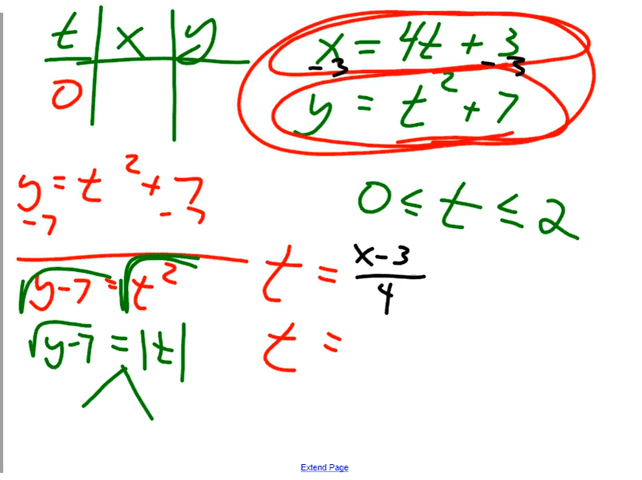 t | x | y
0
x = 4t + 3
-3 -3
y = t² + 7
0 ≤ t ≤ 2
y = t² + 7
-7 -7
√(y-7) = √(t²)
√(y-7) = |t|
t = (x-3)/4
t =
Extend Page